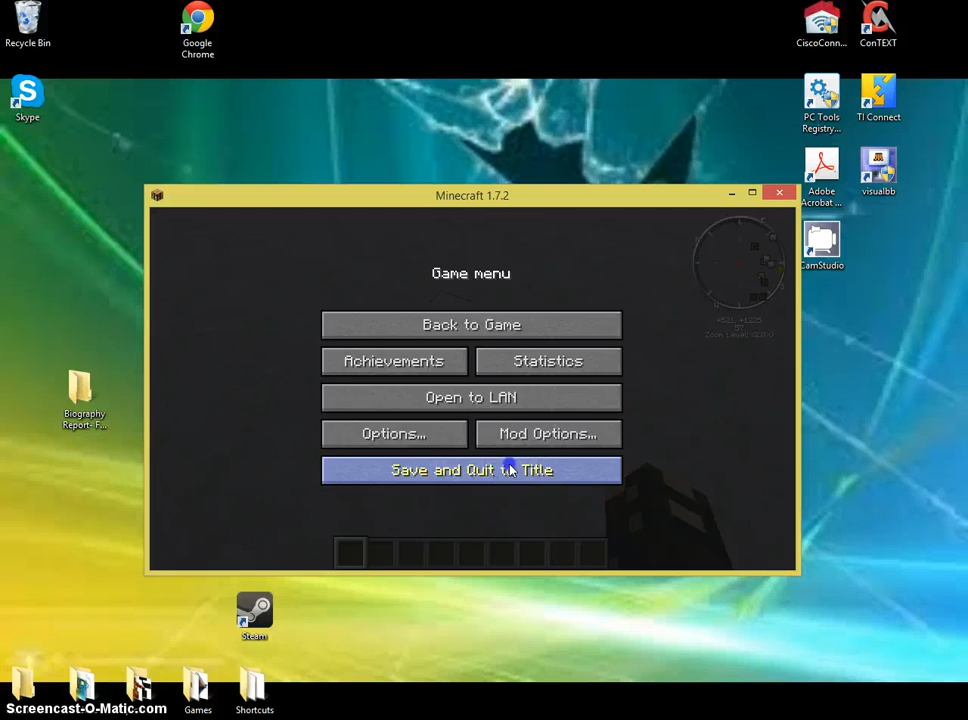 Recycle Bin
Google
Chrome
CiscoConn...
ConTEXT
Skype
PC Tools
Registry...
TI Connect
Adobe
Acrobat ...
visualbb
CamStudio
Minecraft 1.7.2
Game menu
Back to Game
Achievements
Statistics
Open to LAN
Options...
Mod Options...
Save and Quit to Title
Biography
Report- F...
Steam
Games
Shortcuts
Screencast-O-Matic.com